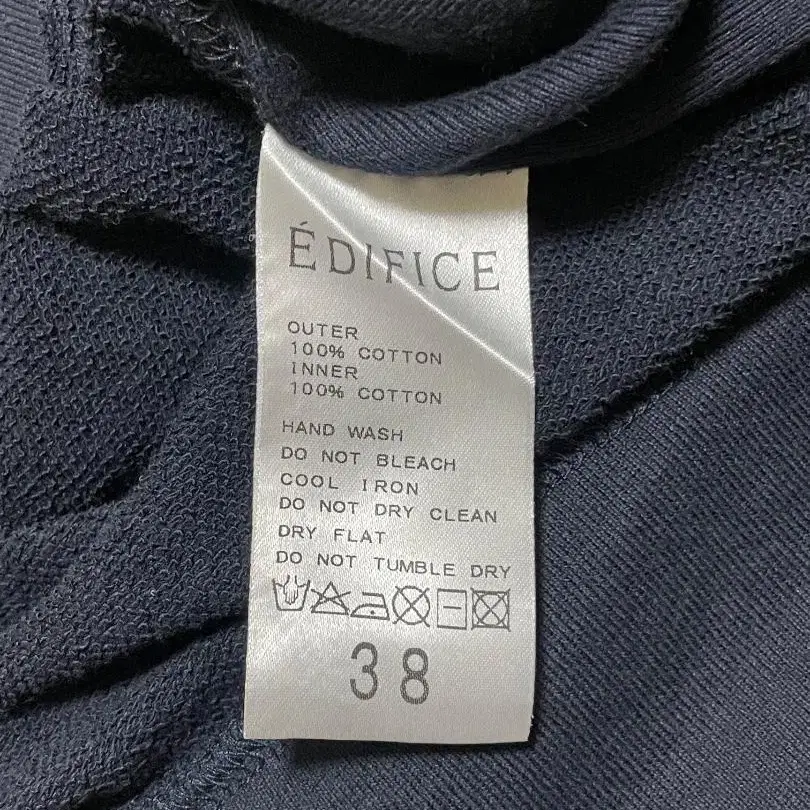 ÉDIFICE
OUTER
100% COTTON
INNER
100% COTTON
HAND WASH
DO NOT BLEACH
COOL IRON
DO NOT DRY CLEAN
DRY FLAT
DO NOT TUMBLE DRY
38